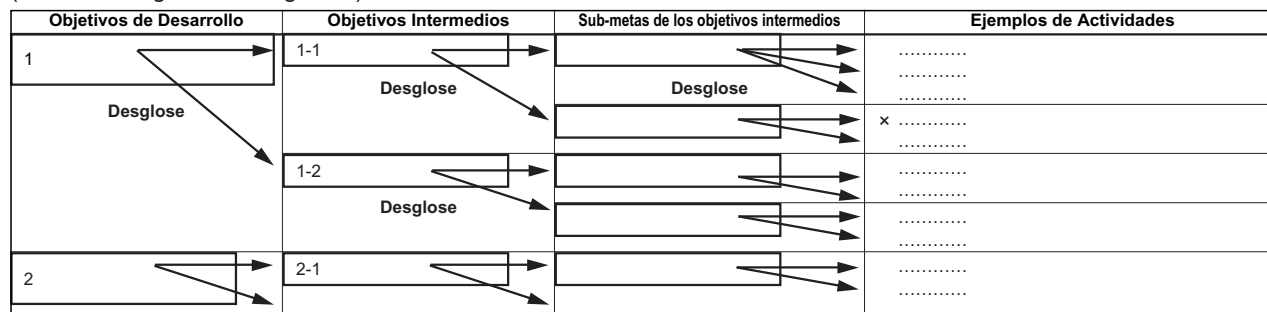 Objetivos de Desarrollo Objetivos Intermedios Sub-metas de los objetivos intermedios Ejemplos de Actividades
1 1-1 ............
............
Desglose Desglose ............
Desglose
× ............
............
1-2 ............
............
Desglose
............
............
2 2-1 ............
............